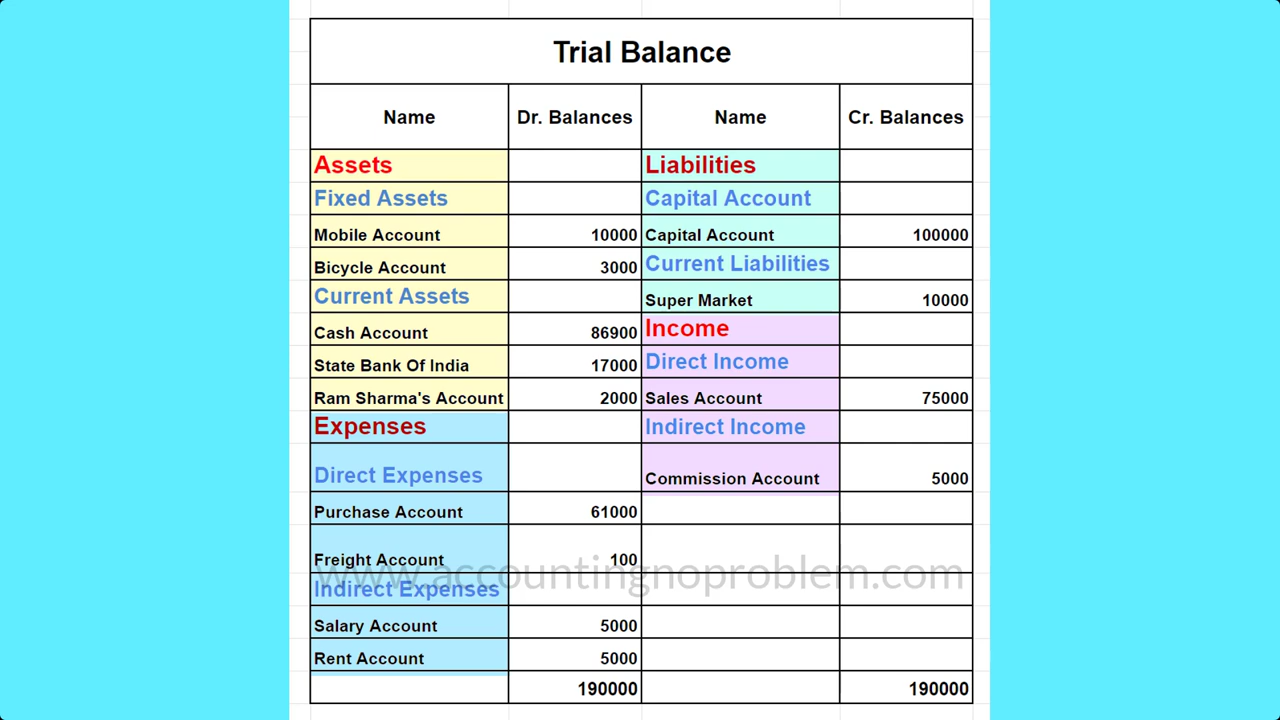 Trial Balance
Name Dr. Balances Name Cr. Balances
Assets Liabilities
Fixed Assets Capital Account
Mobile Account 10000 Capital Account 100000
Bicycle Account 3000 Current Liabilities
Current Assets Super Market 10000
Cash Account 86900 Income
State Bank Of India 17000 Direct Income
Ram Sharma's Account 2000 Sales Account 75000
Expenses Indirect Income
Direct Expenses Commission Account 5000
Purchase Account 61000
Freight Account 100
www.accountingnoproblem.com
Indirect Expenses
Salary Account 5000
Rent Account 5000
190000 190000